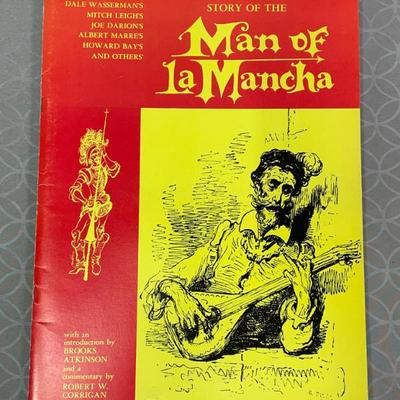 DALE WASSERMAN'S
MITCH LEIGH'S
JOE DARION'S
ALBERT MARRE'S
HOWARD BAY'S
AND OTHERS'
STORY OF THE
Man of
la Mancha
with an
introduction by
BROOKS
ATKINSON
and a
commentary by
ROBERT W.
CORRIGAN